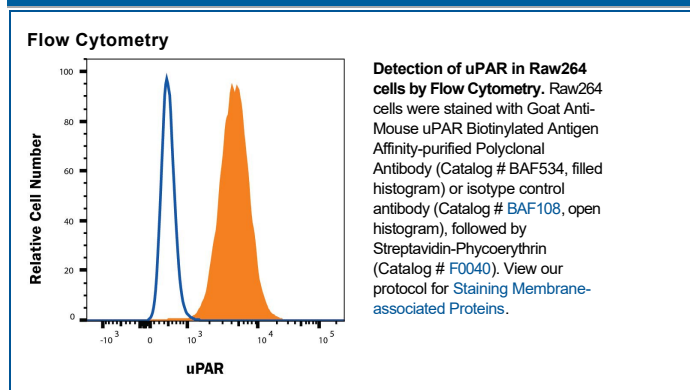 Flow Cytometry
100
80
60
40
20
0
Relative Cell Number
-10 3
0
10 3
10 4
10 5
uPAR
Detection of uPAR in Raw264
cells by Flow Cytometry. Raw264
cells were stained with Goat Anti-
Mouse uPAR Biotinylated Antigen
Affinity-purified Polyclonal
Antibody (Catalog # BAF534, filled
histogram) or isotype control
antibody (Catalog # BAF108, open
histogram), followed by
Streptavidin-Phycoerythrin
(Catalog # F0040). View our
protocol for Staining Membrane-
associated Proteins.